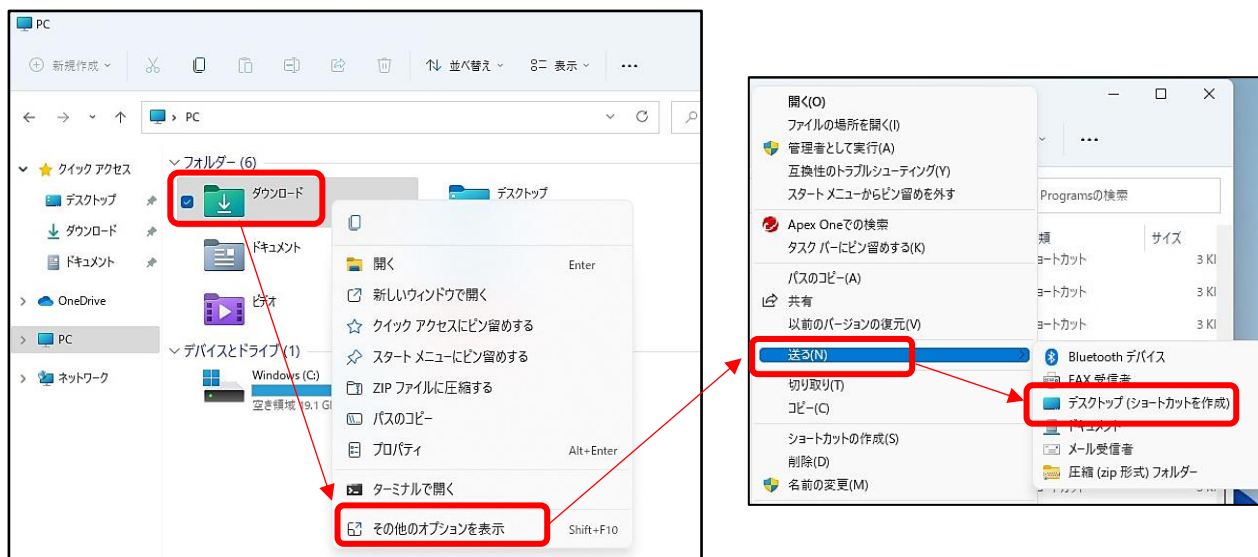 PC
新規作成
並べ替え
表示
PC
クイック アクセス
デスクトップ
ダウンロード
ドキュメント
OneDrive
PC
ネットワーク
フォルダー (6)
ダウンロード
デスクトップ
ドキュメント
ビデオ
デバイスとドライブ (1)
Windows (C:)
空き領域 19.1 G
開く Enter
新しいウィンドウで開く
クイック アクセスにピン留めする
スタート メニューにピン留めする
ZIP ファイルに圧縮する
パスのコピー
プロパティ Alt+Enter
ターミナルで開く
その他のオプションを表示 Shift+F10
開く(O)
ファイルの場所を開く(I)
管理者として実行(A)
互換性のトラブルシューティング(Y)
スタート メニューからピン留めを外す
Apex Oneでの検索
タスク バーにピン留めする(K)
パスのコピー(A)
共有
以前のバージョンの復元(V)
送る(N)
切り取り(T)
コピー(C)
ショートカットの作成(S)
削除(D)
名前の変更(M)
Programsの検索
類 サイズ
ョートカット 3 KI
ョートカット 3 KI
ョートカット 3 KI
Bluetooth デバイス
FAX 受信者
デスクトップ (ショートカットを作成)
ドキュメント
メール受信者
圧縮 (zip 形式) フォルダー